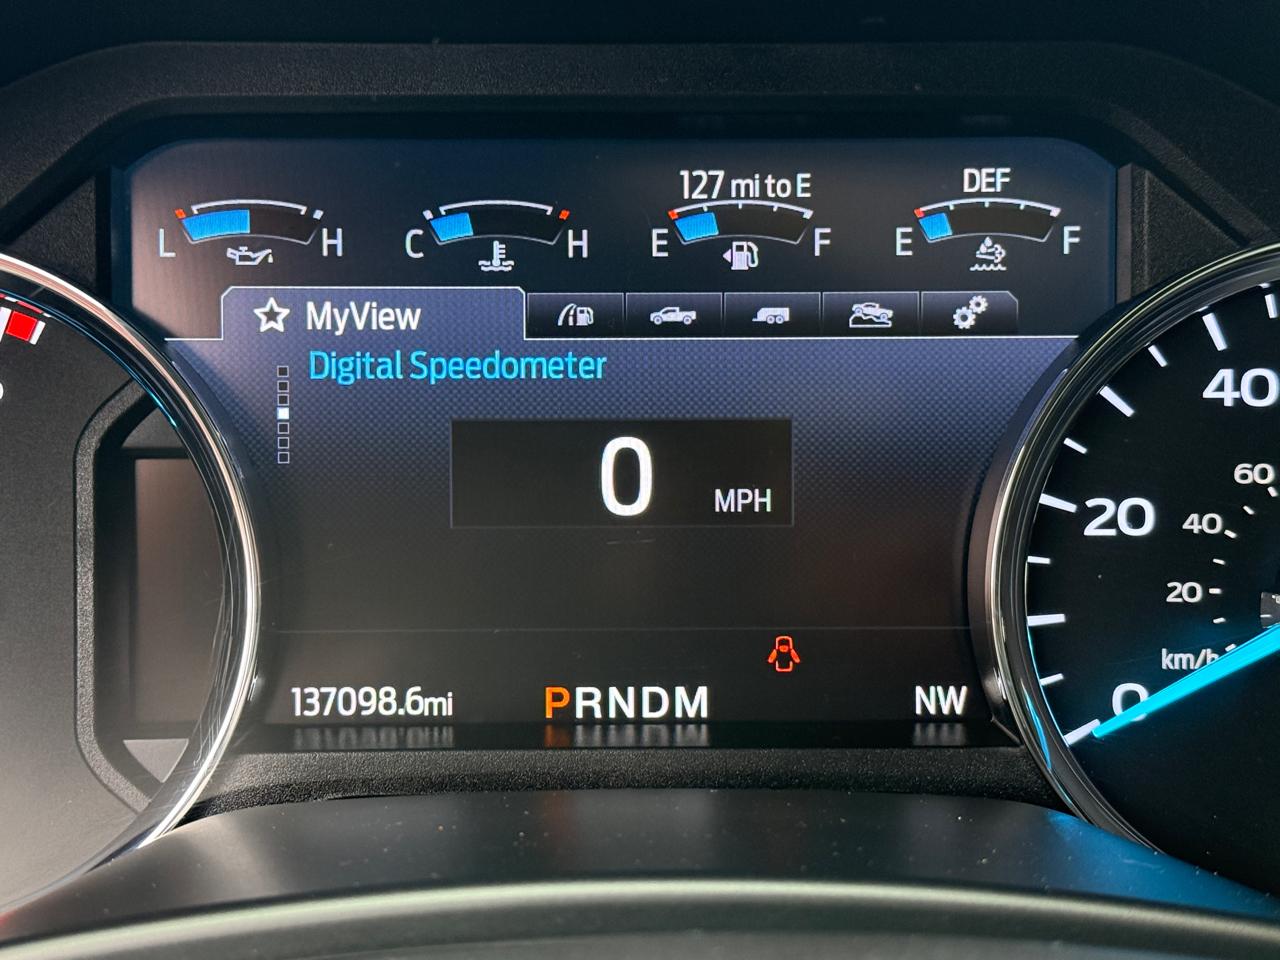 127 mi to E
DEF
L H
C H
E F
E F
MyView
Digital Speedometer
0 MPH
137098.6mi
PRNDM
NW
40
20
0
60
40
20
km/h